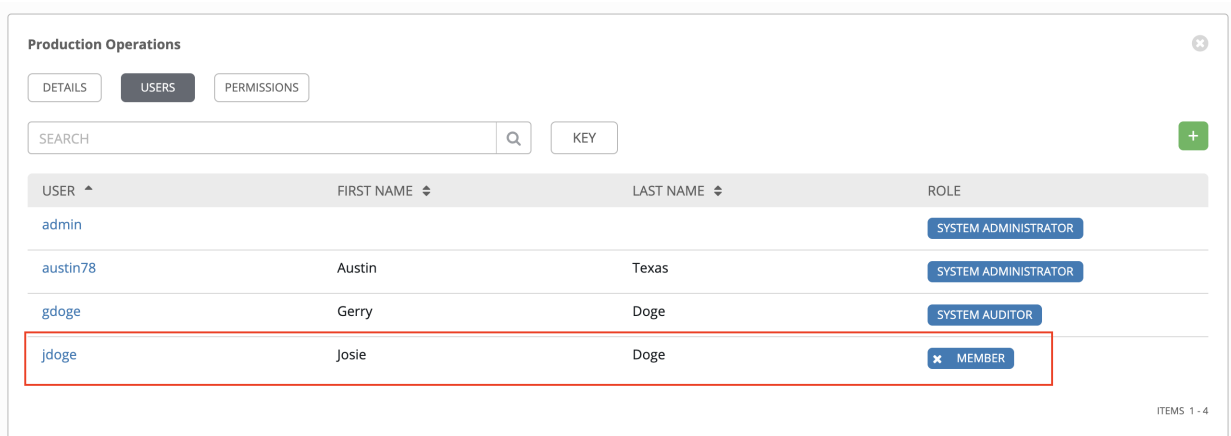 Production Operations
DETAILS USERS PERMISSIONS
SEARCH KEY +
USER FIRST NAME LAST NAME ROLE
admin SYSTEM ADMINISTRATOR
austin78 Austin Texas SYSTEM ADMINISTRATOR
gdoge Gerry Doge SYSTEM AUDITOR
jdoge Josie Doge MEMBER
ITEMS 1 - 4